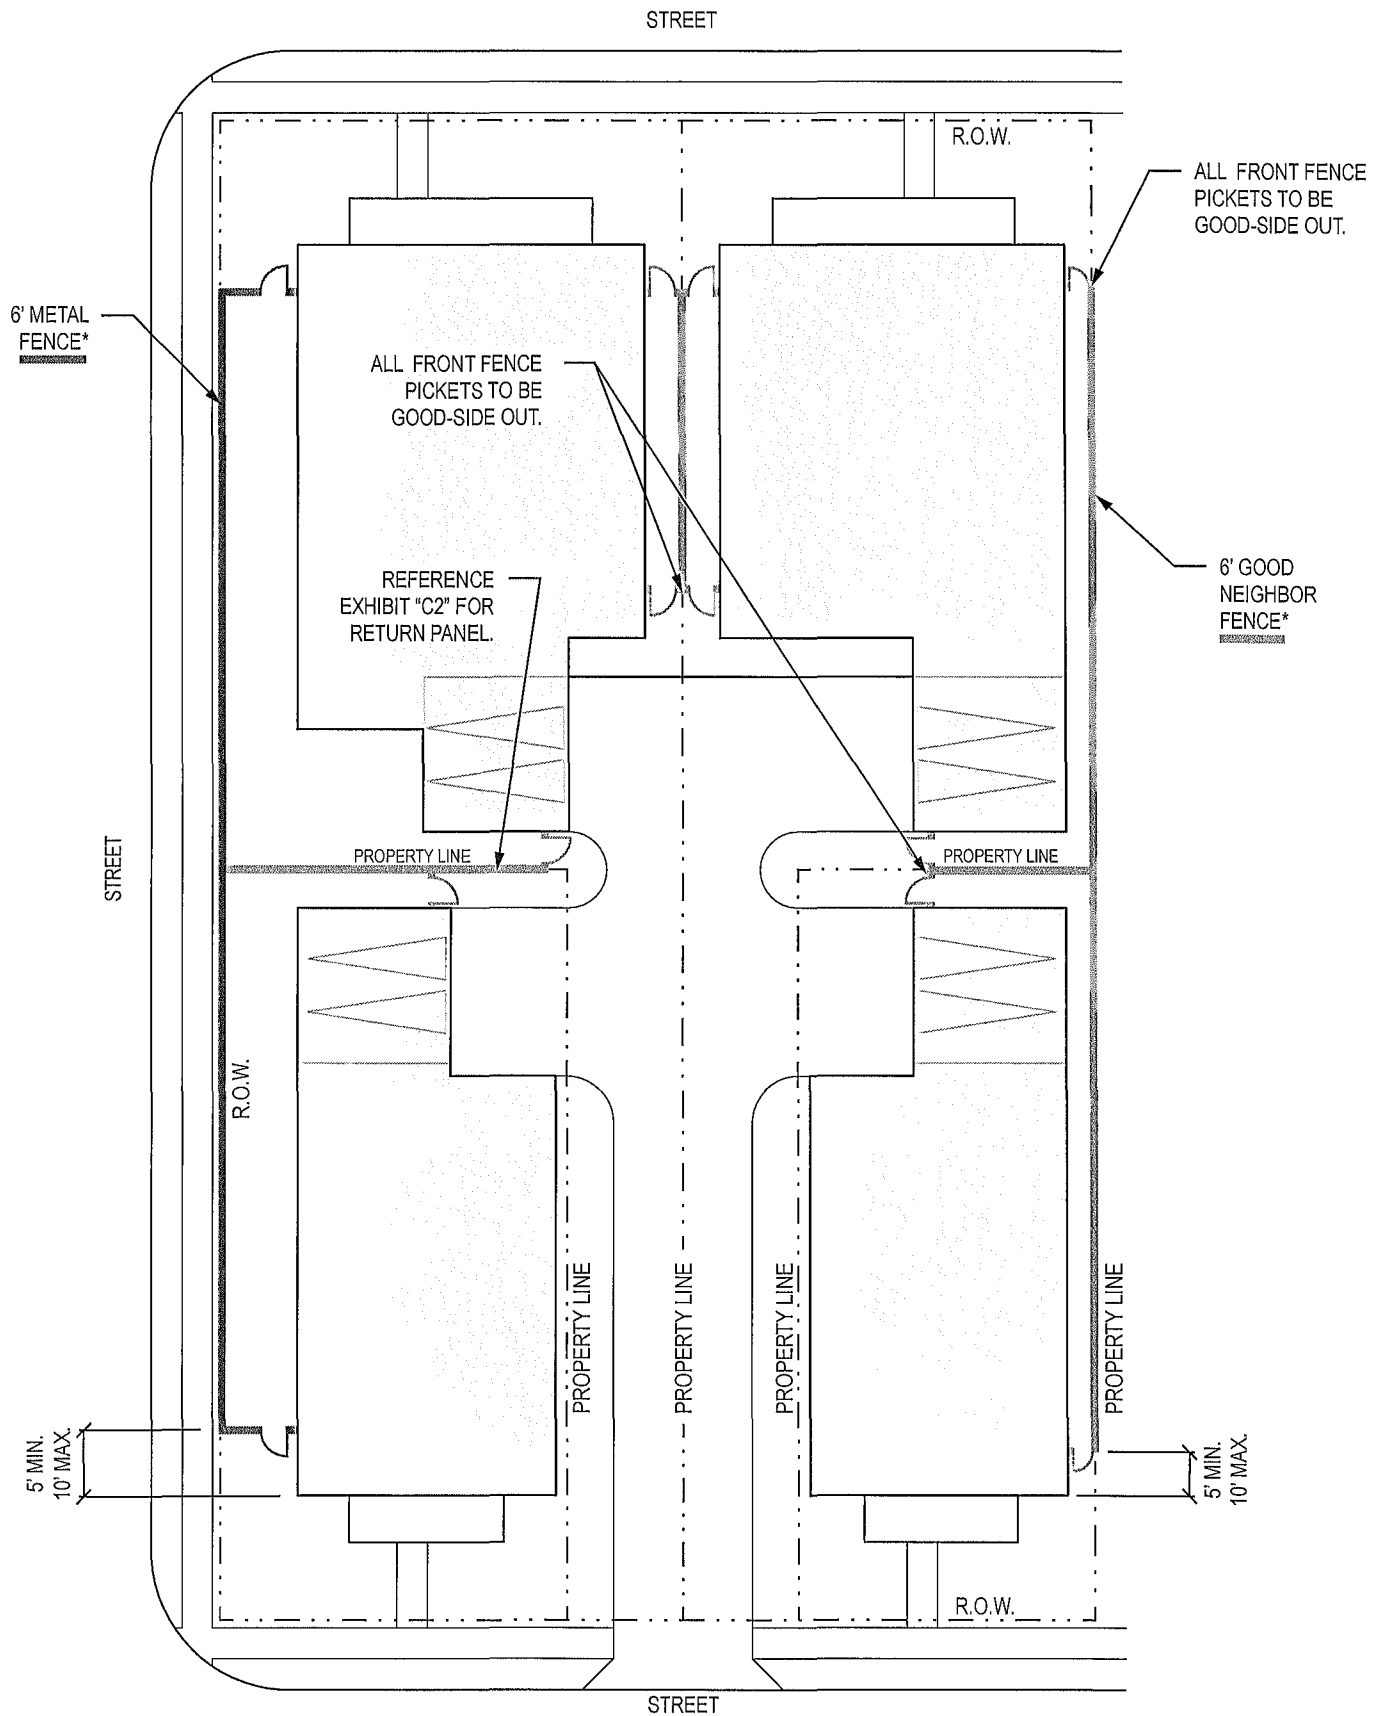 STREET
R.O.W.
ALL FRONT FENCE
PICKETS TO BE
GOOD-SIDE OUT.
6' METAL
FENCE*
ALL FRONT FENCE
PICKETS TO BE
GOOD-SIDE OUT.
REFERENCE
EXHIBIT "C2" FOR
RETURN PANEL.
6' GOOD
NEIGHBOR
FENCE*
STREET
PROPERTY LINE
PROPERTY LINE
R.O.W.
PROPERTY LINE
PROPERTY LINE
PROPERTY LINE
PROPERTY LINE
5' MIN.
10' MAX.
5' MIN.
10' MAX.
R.O.W.
STREET